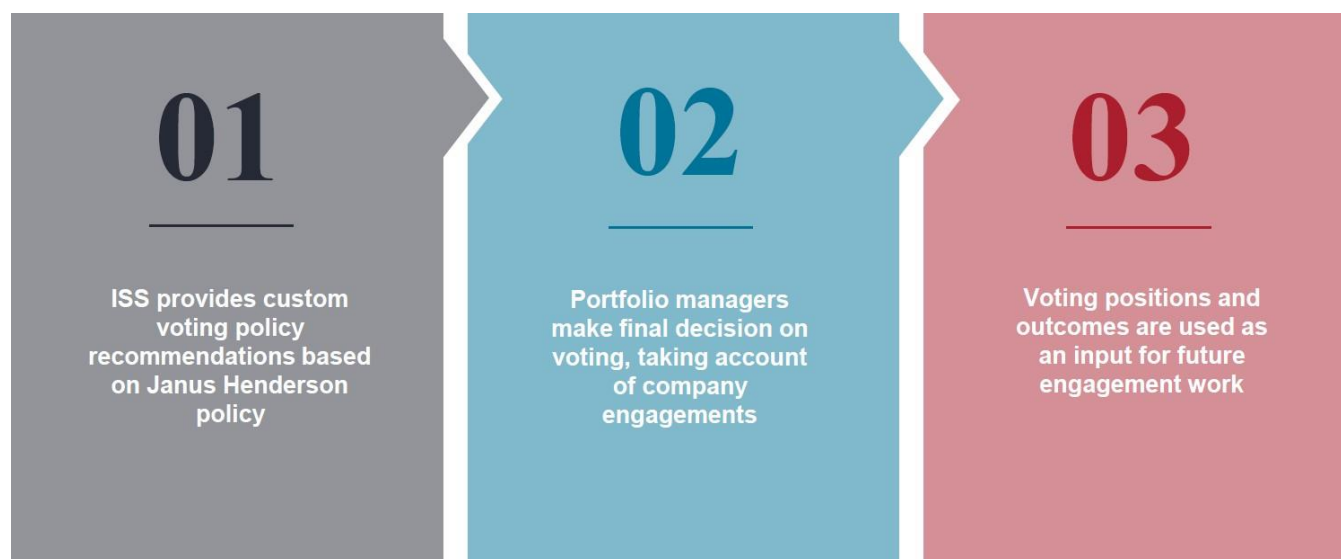 01
ISS provides custom
voting policy
recommendations based
on Janus Henderson
policy
02
Portfolio managers
make final decision on
voting, taking account
of company
engagements
03
Voting positions and
outcomes are used as
an input for future
engagement work